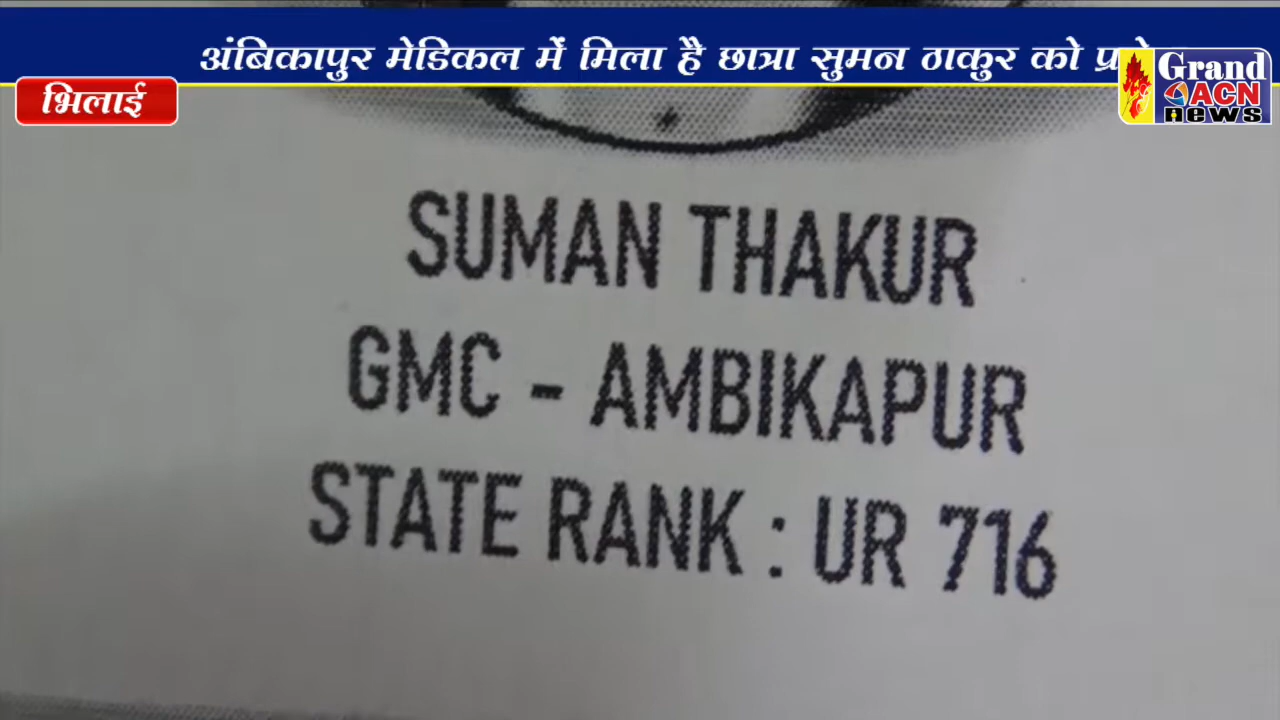 अंबिकापुर मेडिकल में मिला है छात्रा सुमन ठाकुर को
भिलाई
Grand
ACN
news
SUMAN THAKUR
GMC - AMBIKAPUR
STATE RANK : UR 716